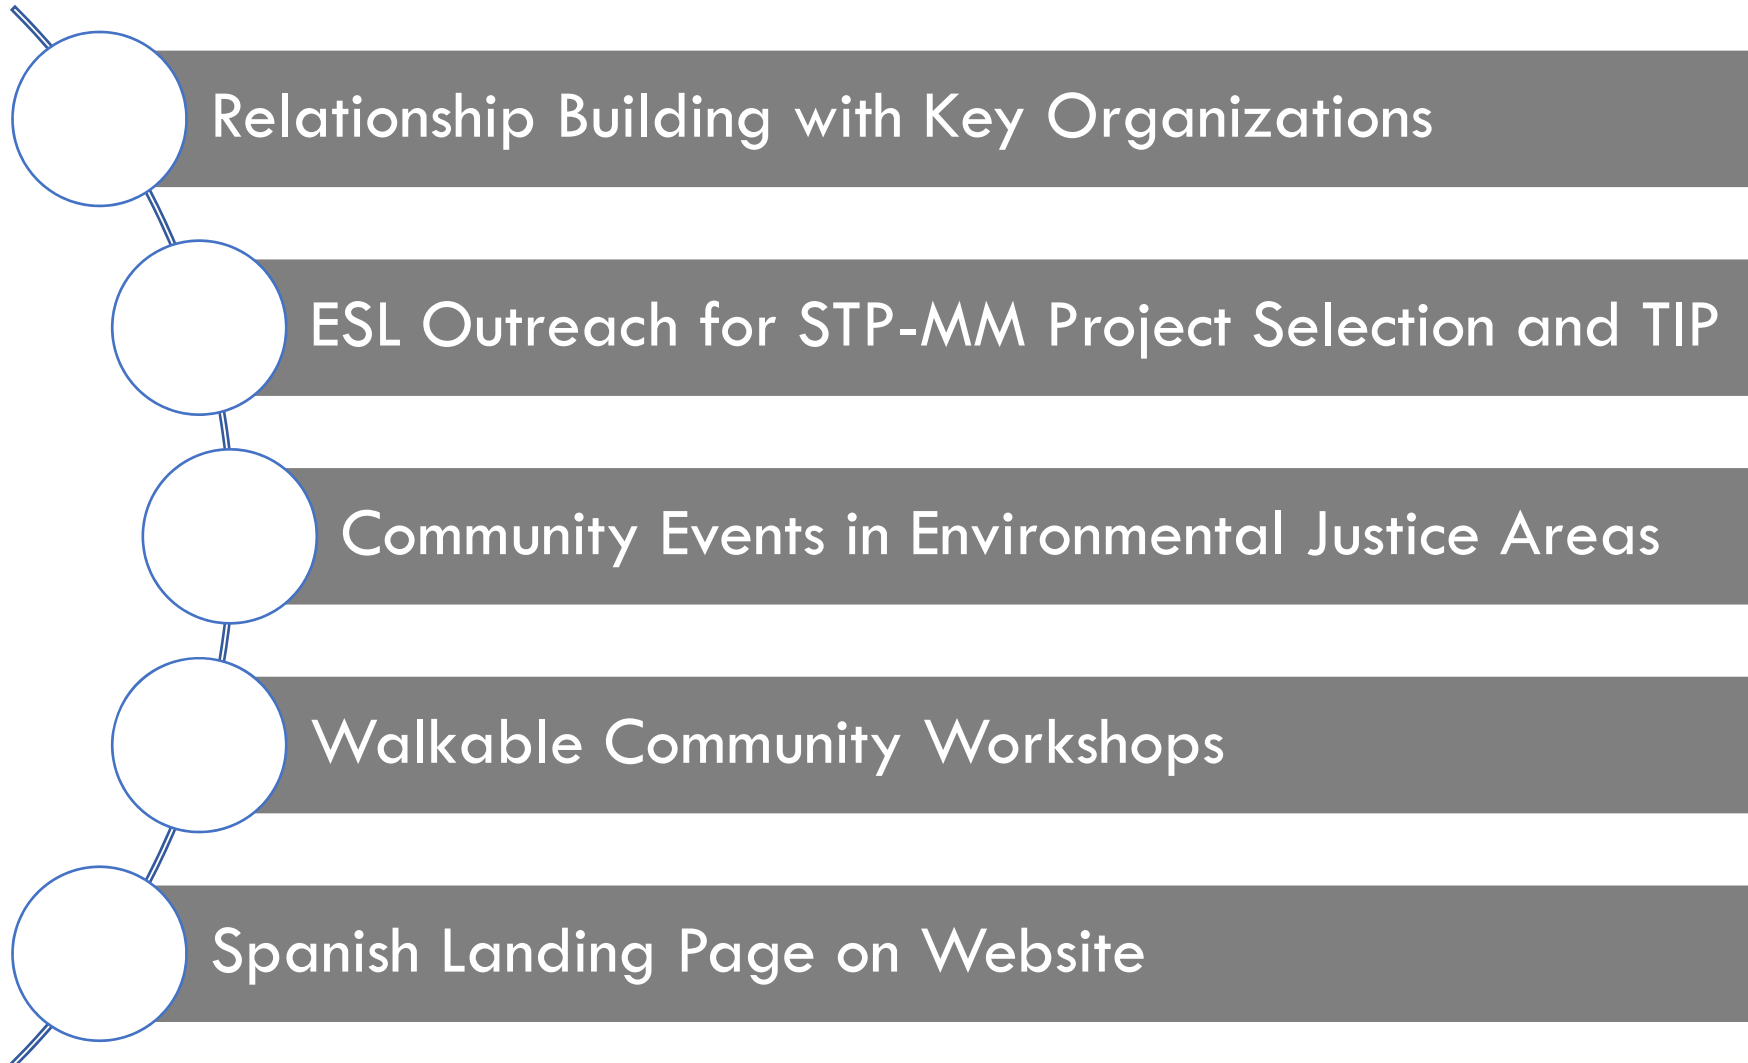 Relationship Building with Key Organizations
ESL Outreach for STP-MM Project Selection and TIP
Community Events in Environmental Justice Areas
Walkable Community Workshops
Spanish Landing Page on Website